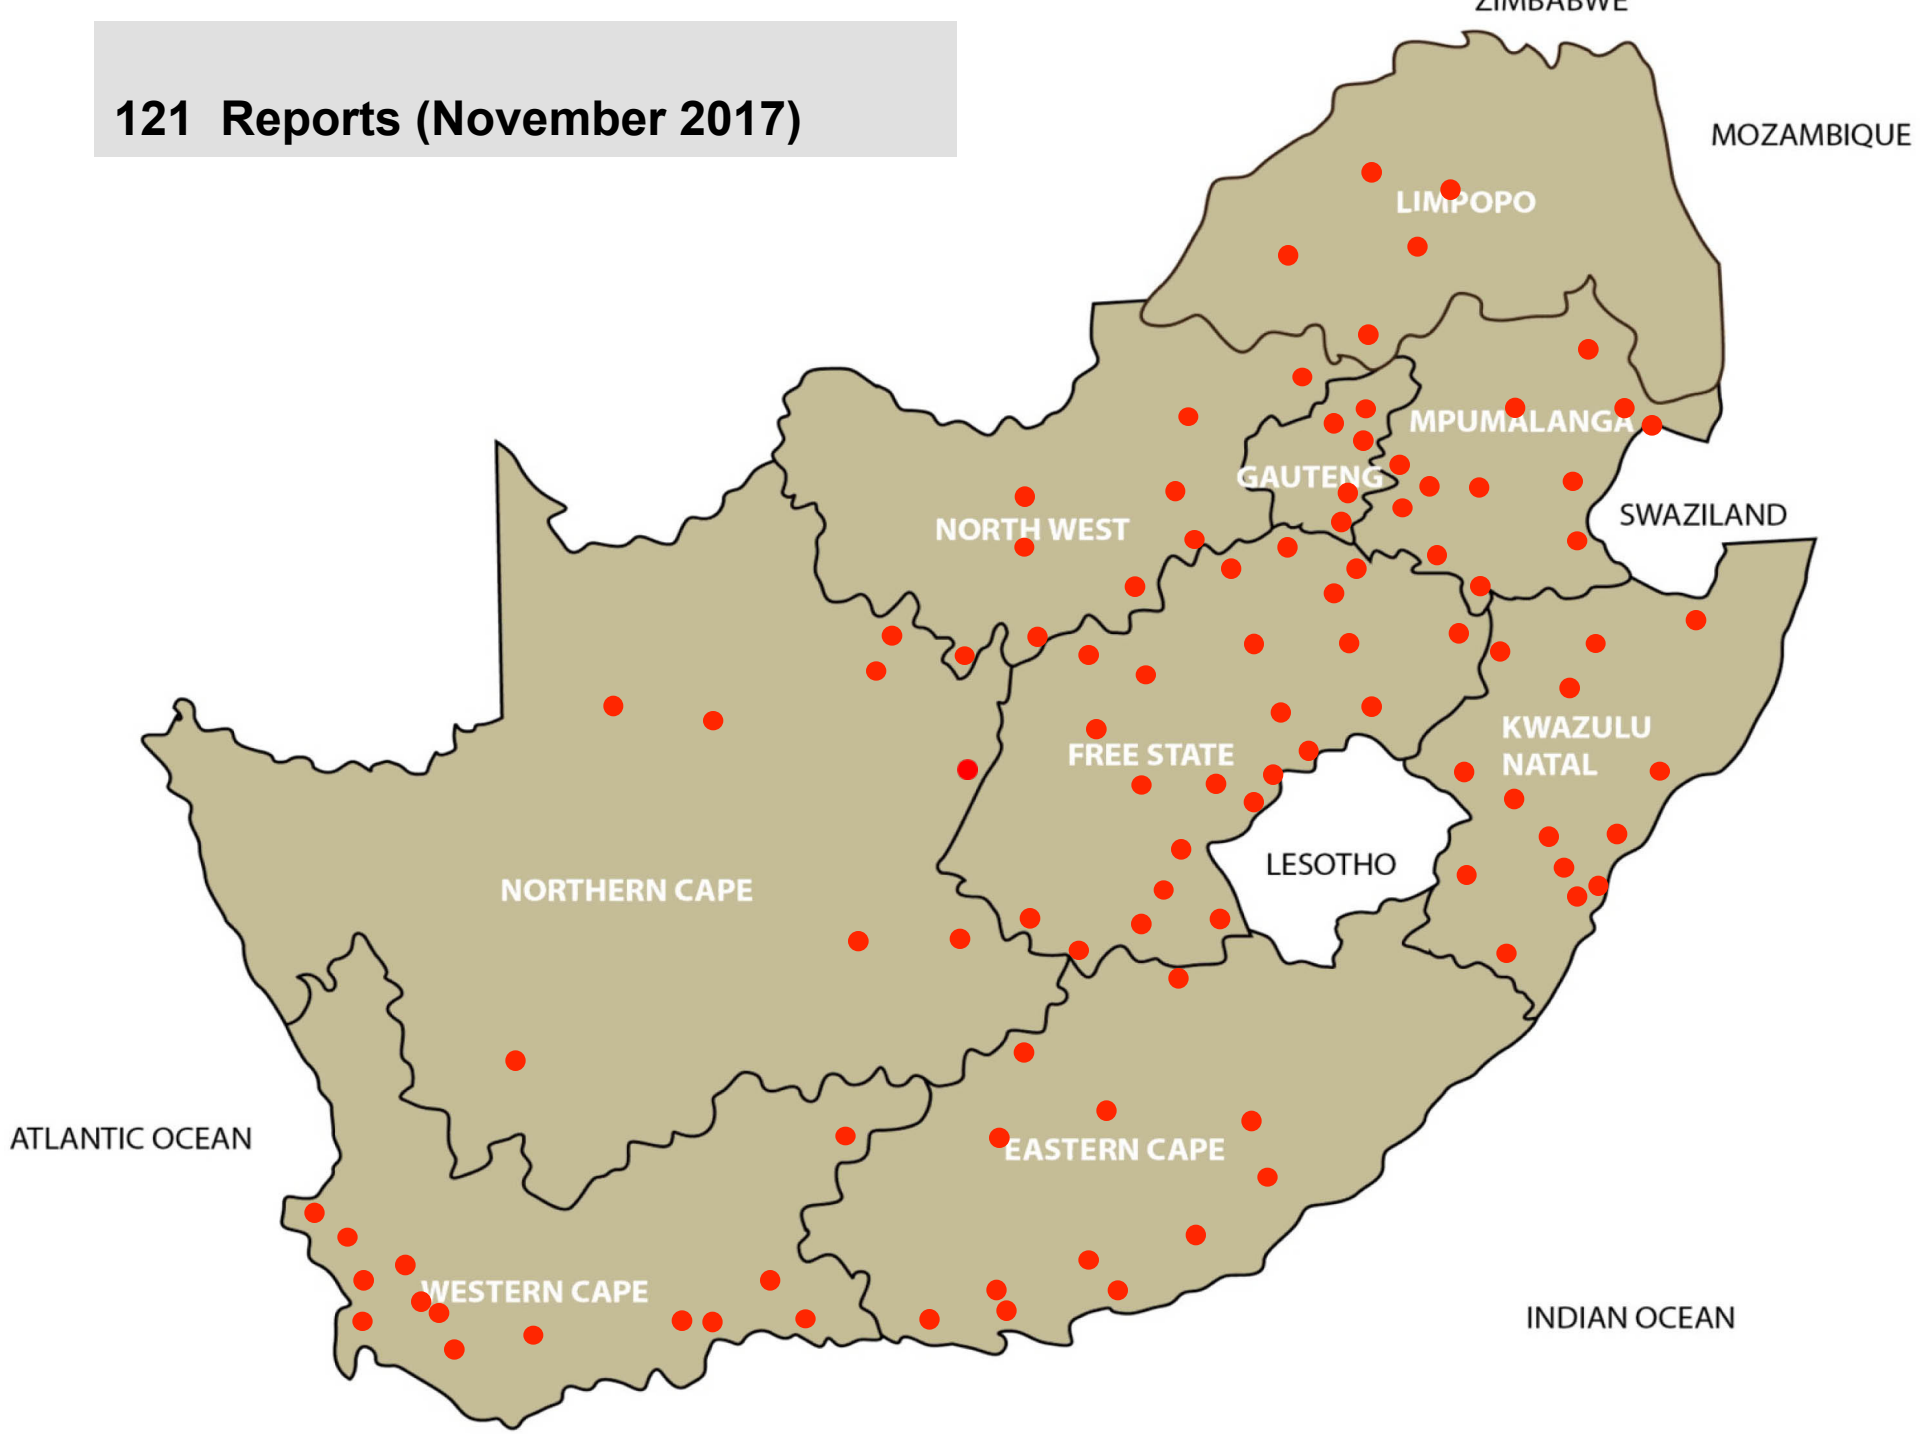 ZIMBABWE
121 Reports (November 2017)
MOZAMBIQUE
LIMPOPO
MPUMALANGA
GAUTENG
SWAZILAND
NORTH WEST
KWAZULU
NATAL
FREE STATE
LESOTHO
NORTHERN CAPE
ATLANTIC OCEAN
EASTERN CAPE
WESTERN CAPE
INDIAN OCEAN